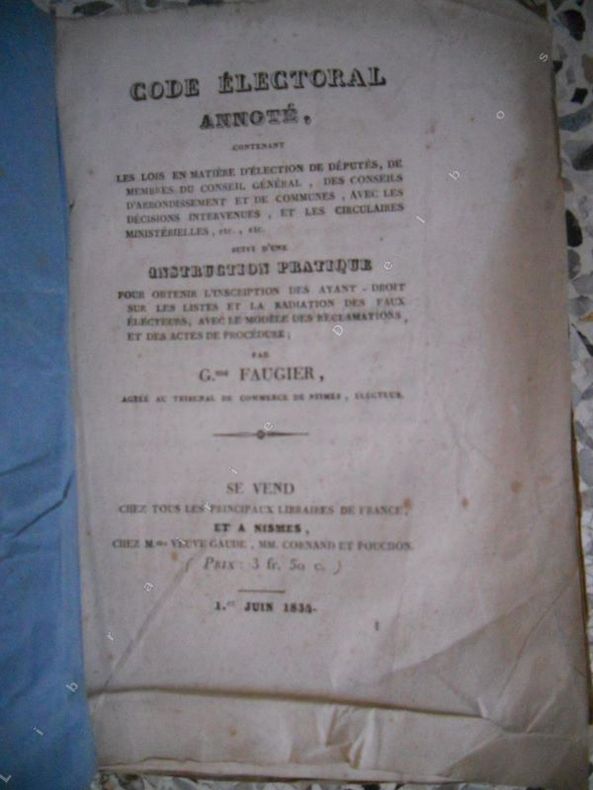 CODE ÉLECTORAL
ANNOTÉ,
CONTENANT
LES LOIS EN MATIÈRE D'ÉLECTION DE DÉPUTÉS, DE
MEMBRES DU CONSEIL GÉNÉRAL, DES CONSEILS
D'ARRONDISSEMENT ET DE COMMUNES, AVEC LES
DÉCISIONS INTERVENUES, ET LES CIRCULAIRES
MINISTÉRIELLES, etc., etc.
SUIVI D'UNE
INSTRUCTION PRATIQUE
POUR OBTENIR L'INSCRIPTION DES AYANT-DROIT
SUR LES LISTES ET LA RADIATION DES FAUX
ÉLECTEURS, AVEC LE MODÈLE DES RÉCLAMATIONS,
ET DES ACTES DE PROCÉDURE;
PAR
G.me FAUGIER,
AGRÉÉ AU TRIBUNAL DE COMMERCE DE NISMES, ÉLECTEUR.
SE VEND
CHEZ TOUS LES PRINCIPAUX LIBRAIRES DE FRANCE,
ET A NISMES,
CHEZ M.me VEUVE GAUDE, MM. CORNAND ET POUCHON.
( PRIX: 3 fr. 50 c. )
1.er JUIN 1834.
Librairie Delibos